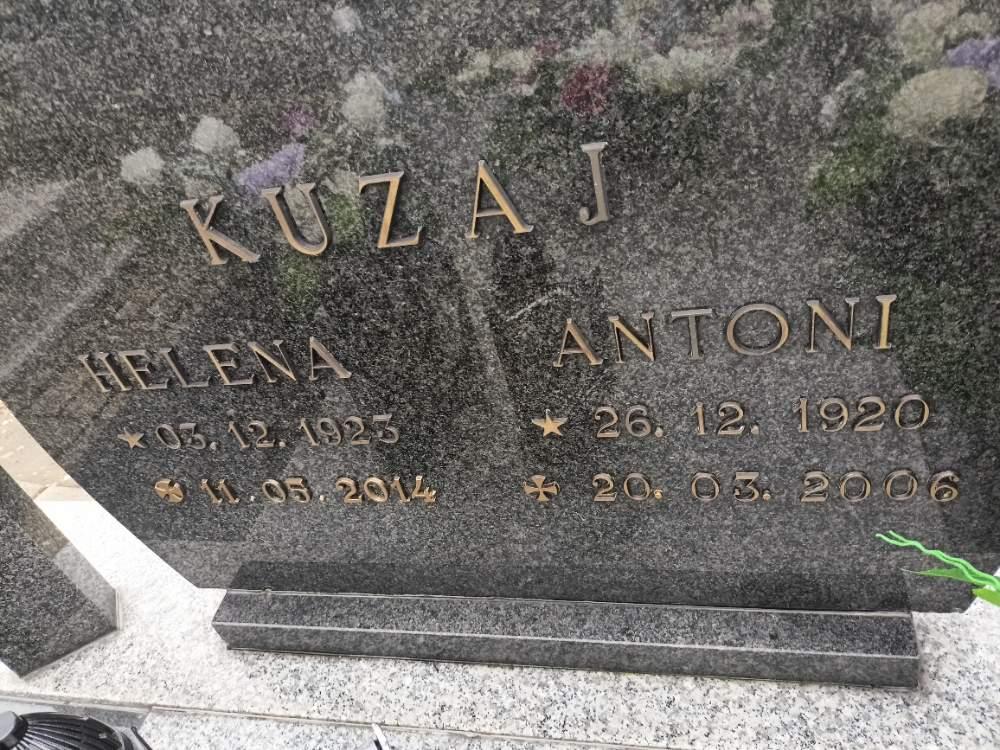 KUZAJ
HELENA
03. 12. 1923
11. 05. 2014
ANTONI
26. 12. 1920
20. 03. 2006